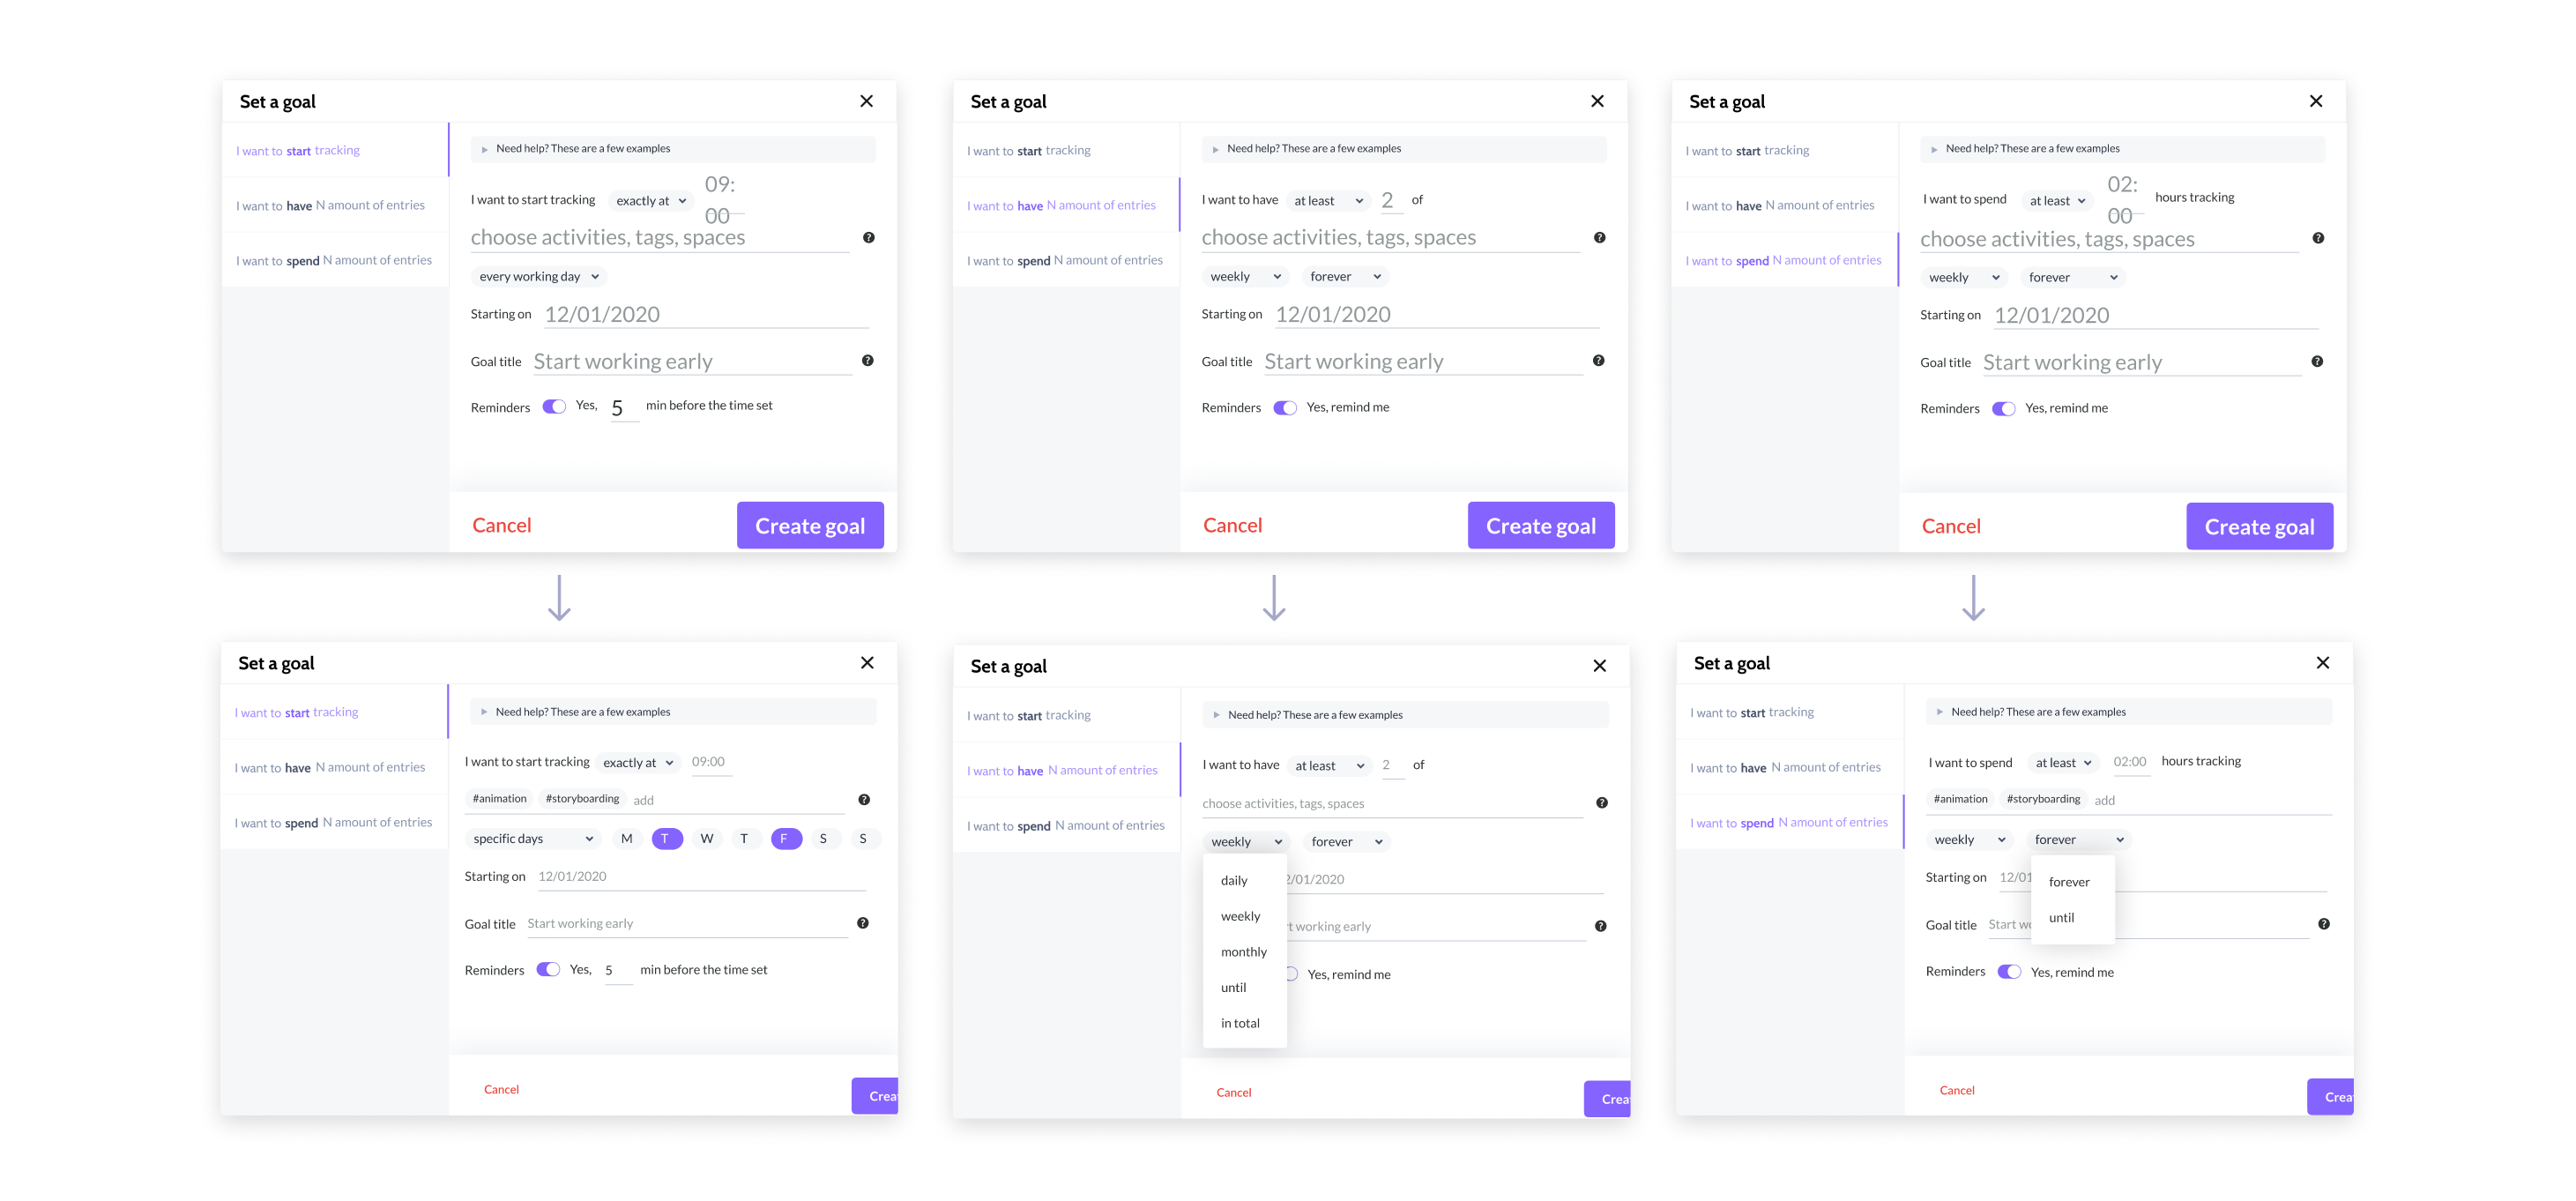 Set a goal
I want to start tracking
I want to have N amount of entries
I want to spend N amount of entries
Need help? These are a few examples
I want to start tracking exactly at 09:
00
choose activities, tags, spaces
every working day
Starting on 12/01/2020
Goal title Start working early
Reminders Yes, 5 min before the time set
Cancel Create goal
Set a goal
I want to start tracking
I want to have N amount of entries
I want to spend N amount of entries
Need help? These are a few examples
I want to have at least 2 of
choose activities, tags, spaces
weekly forever
Starting on 12/01/2020
Goal title Start working early
Reminders Yes, remind me
Cancel Create goal
Set a goal
I want to start tracking
I want to have N amount of entries
I want to spend N amount of entries
Need help? These are a few examples
I want to spend at least 02:
00 hours tracking
choose activities, tags, spaces
weekly forever
Starting on 12/01/2020
Goal title Start working early
Reminders Yes, remind me
Cancel Create goal
Set a goal
I want to start tracking
I want to have N amount of entries
I want to spend N amount of entries
Need help? These are a few examples
I want to start tracking exactly at 09:00
#animation #storyboarding add
specific days M T W T F S S
Starting on 12/01/2020
Goal title Start working early
Reminders Yes, 5 min before the time set
Cancel Crea
Set a goal
I want to start tracking
I want to have N amount of entries
I want to spend N amount of entries
Need help? These are a few examples
I want to have at least 2 of
choose activities, tags, spaces
weekly forever
daily
weekly
monthly
until
in total
2/01/2020
t working early
Yes, remind me
Cancel Crea
Set a goal
I want to start tracking
I want to have N amount of entries
I want to spend N amount of entries
Need help? These are a few examples
I want to spend at least 02:00 hours tracking
#animation #storyboarding add
weekly forever
forever
until
Starting on 12/01
Goal title Start wo
Reminders Yes, remind me
Cancel Crea